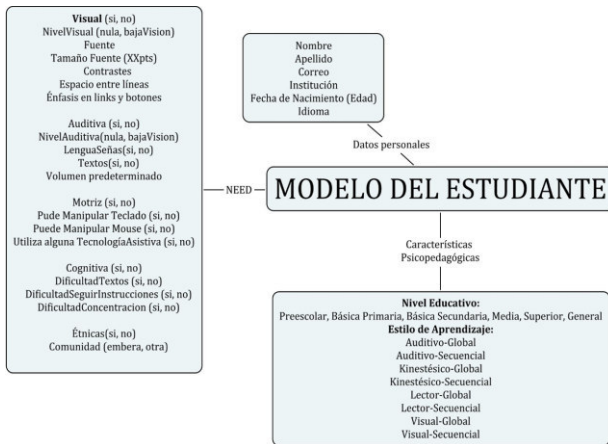 Visual (si, no)
NivelVisual (nula, bajaVision)
Fuente
Tamaño Fuente (XXpts)
Contrastes
Espacio entre líneas
Énfasis en links y botones
Auditiva (si, no)
NivelAuditiva(nula, bajaVision)
LenguaSeñas(si, no)
Textos(si, no)
Volumen predeterminado
Motriz (si, no)
Pude Manipular Teclado (si, no)
Puede Manipular Mouse (si, no)
Utiliza alguna TecnologíaAsistiva (si, no)
Cognitiva (si, no)
DificultadTextos (si, no)
DificultadSeguirInstrucciones (si, no)
DificultadConcentracion (si, no)
Étnicas(si, no)
Comunidad (embera, otra)
NEED
Nombre
Apellido
Correo
Institución
Fecha de Nacimiento (Edad)
Idioma
Datos personales
MODELO DEL ESTUDIANTE
Características
Psicopedagógicas
Nivel Educativo:
Preescolar, Básica Primaria, Básica Secundaria, Media, Superior, General
Estilo de Aprendizaje:
Auditivo-Global
Auditivo-Secuencial
Kinestésico-Global
Kinestésico-Secuencial
Lector-Global
Lector-Secuencial
Visual-Global
Visual-Secuencial